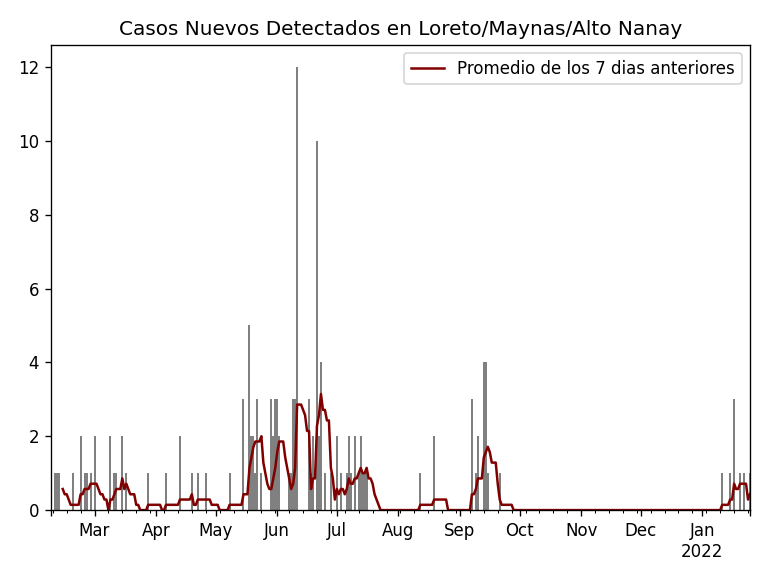 Casos Nuevos Detectados en Loreto/Maynas/Alto Nanay
Promedio de los 7 dias anteriores
12
10
8
6
4
2
0
Mar Apr May Jun Jul Aug Sep Oct Nov Dec Jan
2022